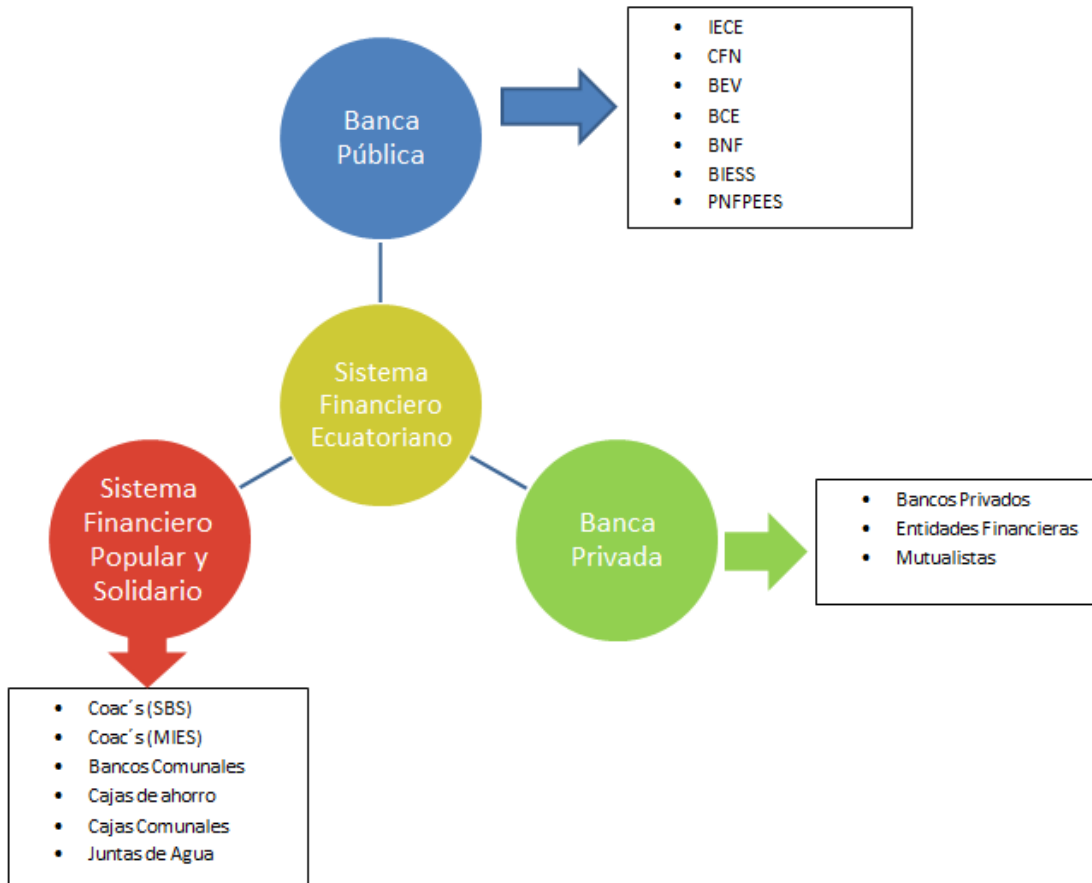 Banca
Pública
• IECE
• CFN
• BEV
• BCE
• BNF
• BIESS
• PNFPEES
Sistema
Financiero
Ecuatoriano
Sistema
Financiero
Popular y
Solidario
Banca
Privada
• Bancos Privados
• Entidades Financieras
• Mutualistas
• Coac´s (SBS)
• Coac´s (MIES)
• Bancos Comunales
• Cajas de ahorro
• Cajas Comunales
• Juntas de Agua